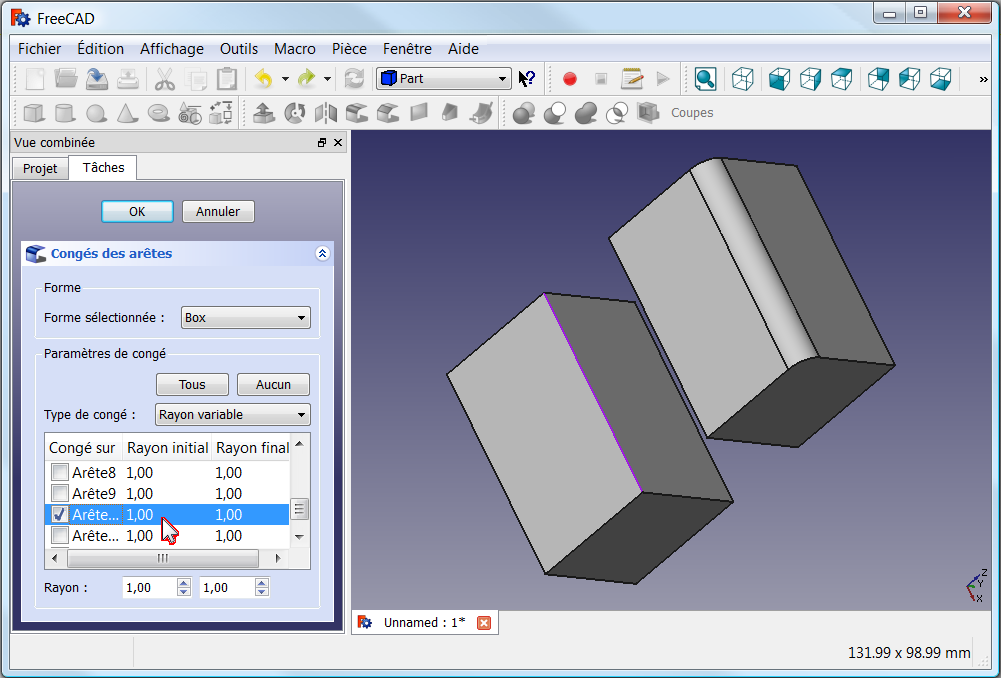 FreeCAD
Fichier Édition Affichage Outils Macro Pièce Fenêtre Aide
Part
Coupes
Vue combinée
Projet Tâches
OK Annuler
Congés des arêtes
Forme
Forme sélectionnée : Box
Paramètres de congé
Tous Aucun
Type de congé : Rayon variable
Congé sur Rayon initial Rayon final
Arête8 1,00 1,00
Arête9 1,00 1,00
Arête... 1,00 1,00
Arête... 1,00 1,00
Rayon : 1,00 1,00
Z
Y
X
Unnamed : 1*
131.99 x 98.99 mm